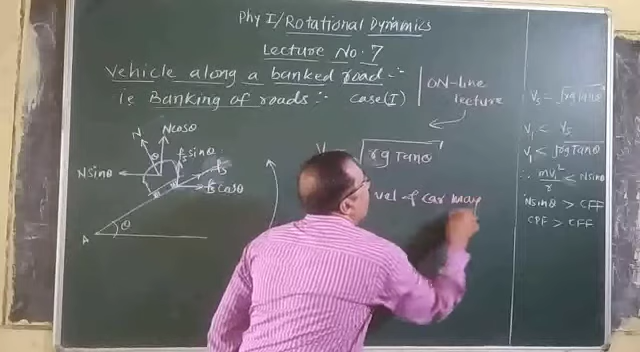 Phy I/Rotational Dynamics
Lecture No. 7
Vehicle along a banked road ∴
ie Banking of roads ∴ case(I)
ON-line
lecture
N
Ncosθ
θ
fs sinθ
fs
Nsinθ
fs cosθ
A
θ
√rg Tanθ
vel of car may
Vs = √rg Tanθ
V₁ < Vs
V₁ < √rg Tanθ
∴ mv₁²/r ≤ Nsinθ
Nsinθ > CFF
CPF > CFF